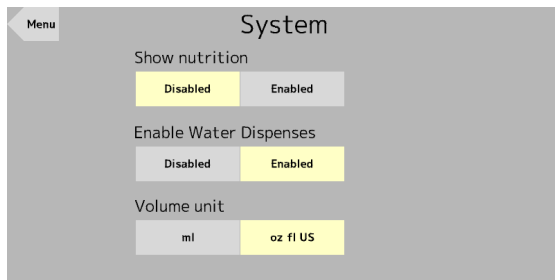 Menu
System
Show nutrition
Disabled Enabled
Enable Water Dispenses
Disabled Enabled
Volume unit
ml oz fl US